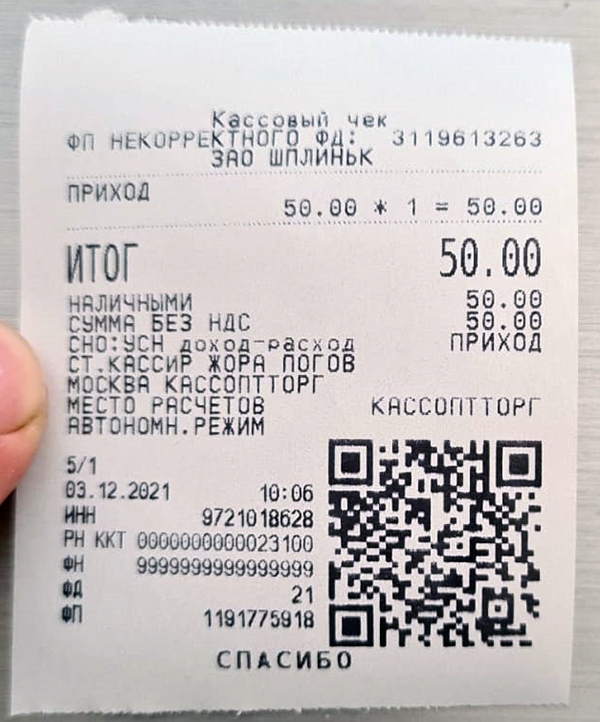 Кассовый чек
ФП НЕКОРРЕКТНОГО ФД: 3119613263
ЗАО ШПЛИНЬК
ПРИХОД
50.00 * 1 = 50.00
ИТОГ 50.00
НАЛИЧНЫМИ 50.00
СУММА БЕЗ НДС 50.00
СНО:УСН доход-расход ПРИХОД
СТ.КАССИР ЖОРА ПОГОВ
МОСКВА КАССОПТТОРГ
МЕСТО РАСЧЕТОВ КАССОПТТОРГ
АВТОНОМН.РЕЖИМ
5/1
03.12.2021 10:06
ИНН 9721018628
РН ККТ 0000000000023100
ФН 9999999999999999
ФД 21
ФП 1191775918
СПАСИБО